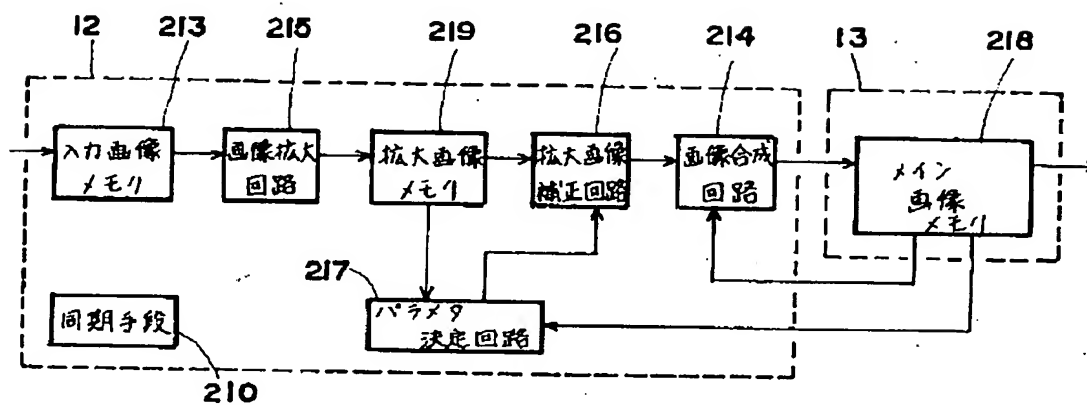 12
213
215
219
216
214
13
218
入力画像
メモリ
画像拡大
回路
拡大画像
メモリ
拡大画像
補正回路
画像合成
回路
メイン
画像
メモリ
217
パラメタ
決定回路
同期手段
210